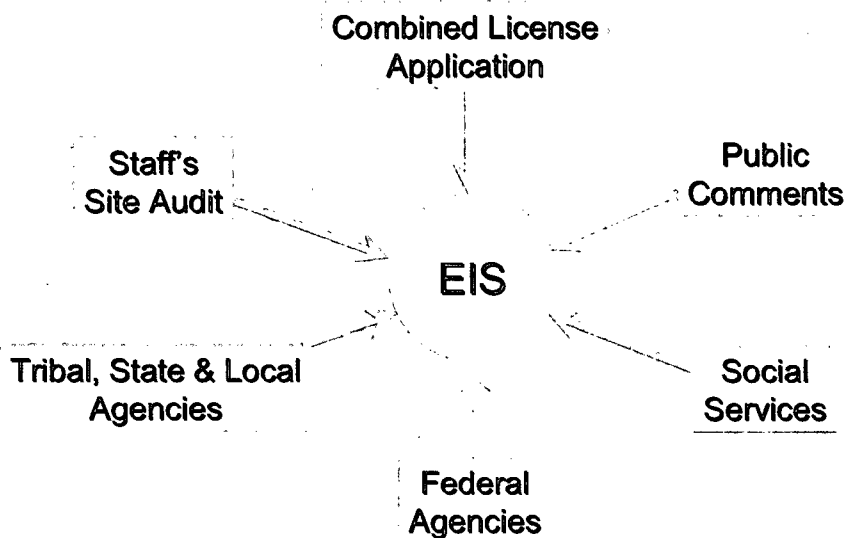 Combined License
Application
Staff's
Site Audit
Public
Comments
EIS
Tribal, State & Local
Agencies
Social
Services
Federal
Agencies